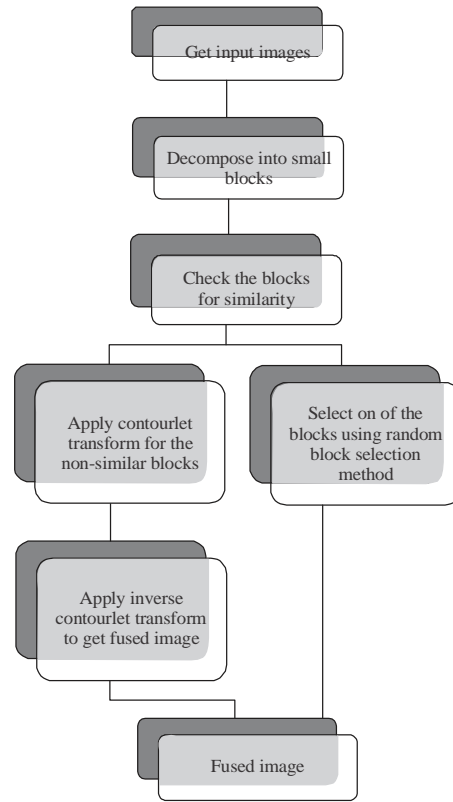 Get input images
Decompose into small
blocks
Check the blocks
for similarity
Apply contourlet
transform for the
non-similar blocks
Select on of the
blocks using random
block selection
method
Apply inverse
contourlet transform
to get fused image
Fused image